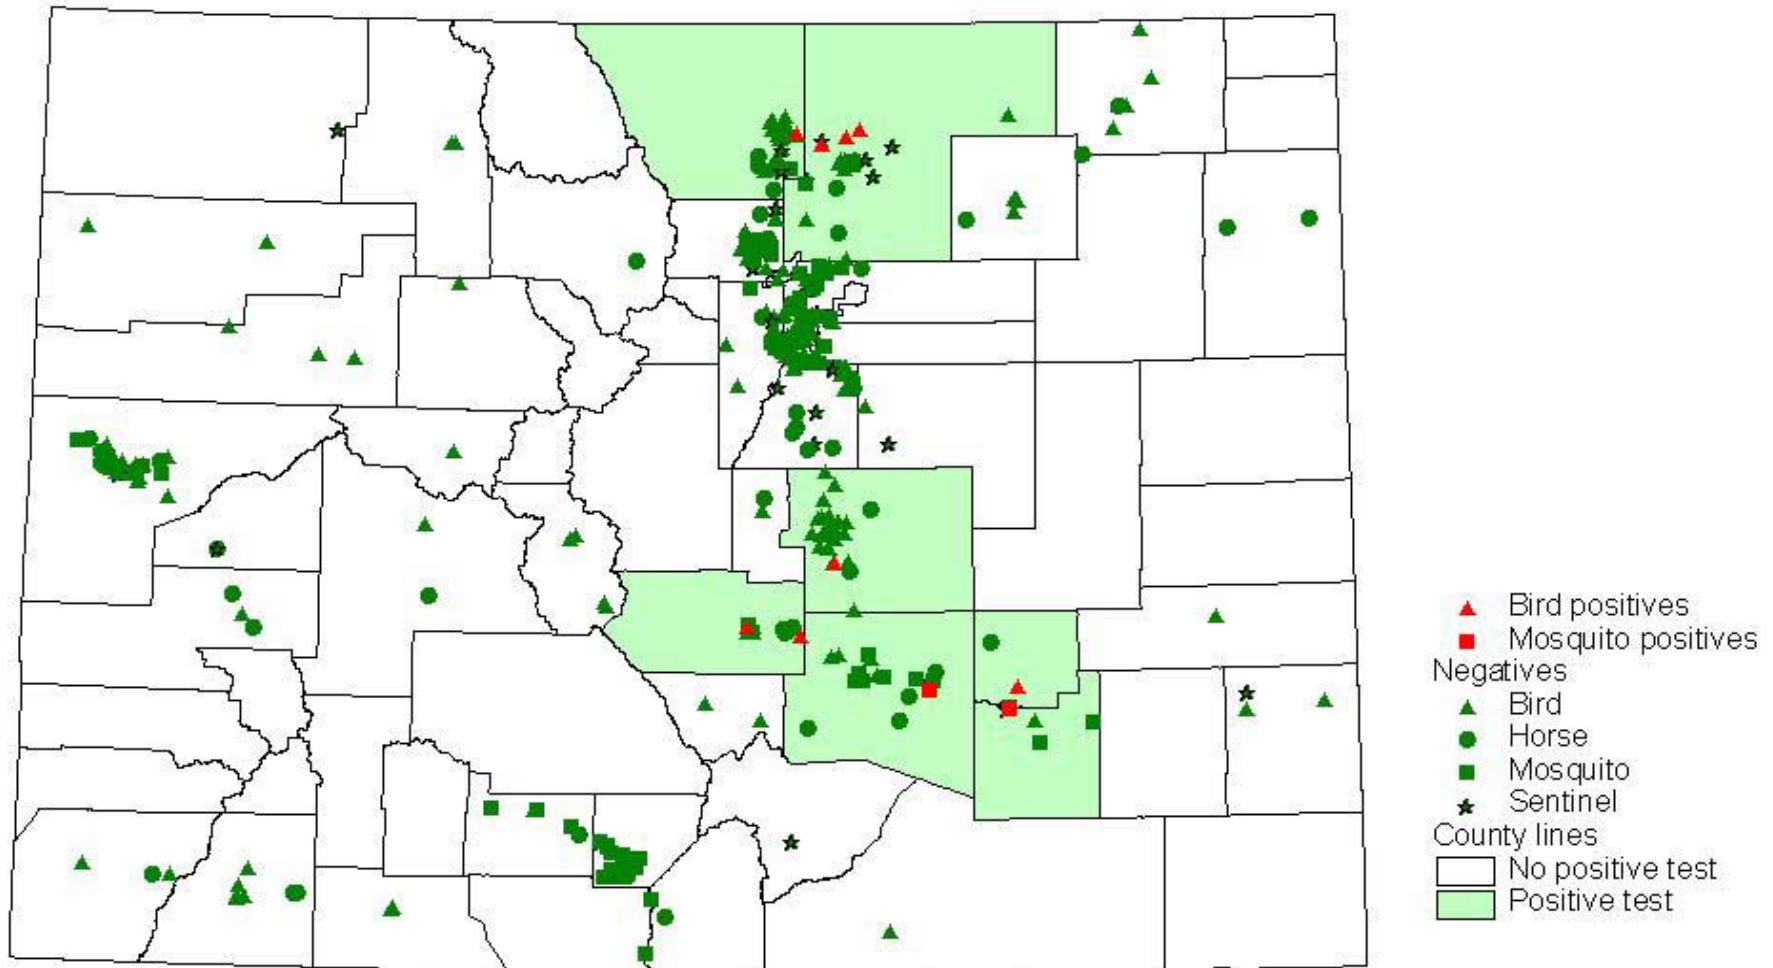 Bird positives
Mosquito positives
Negatives
Bird
Horse
Mosquito
Sentinel
County lines
No positive test
Positive test